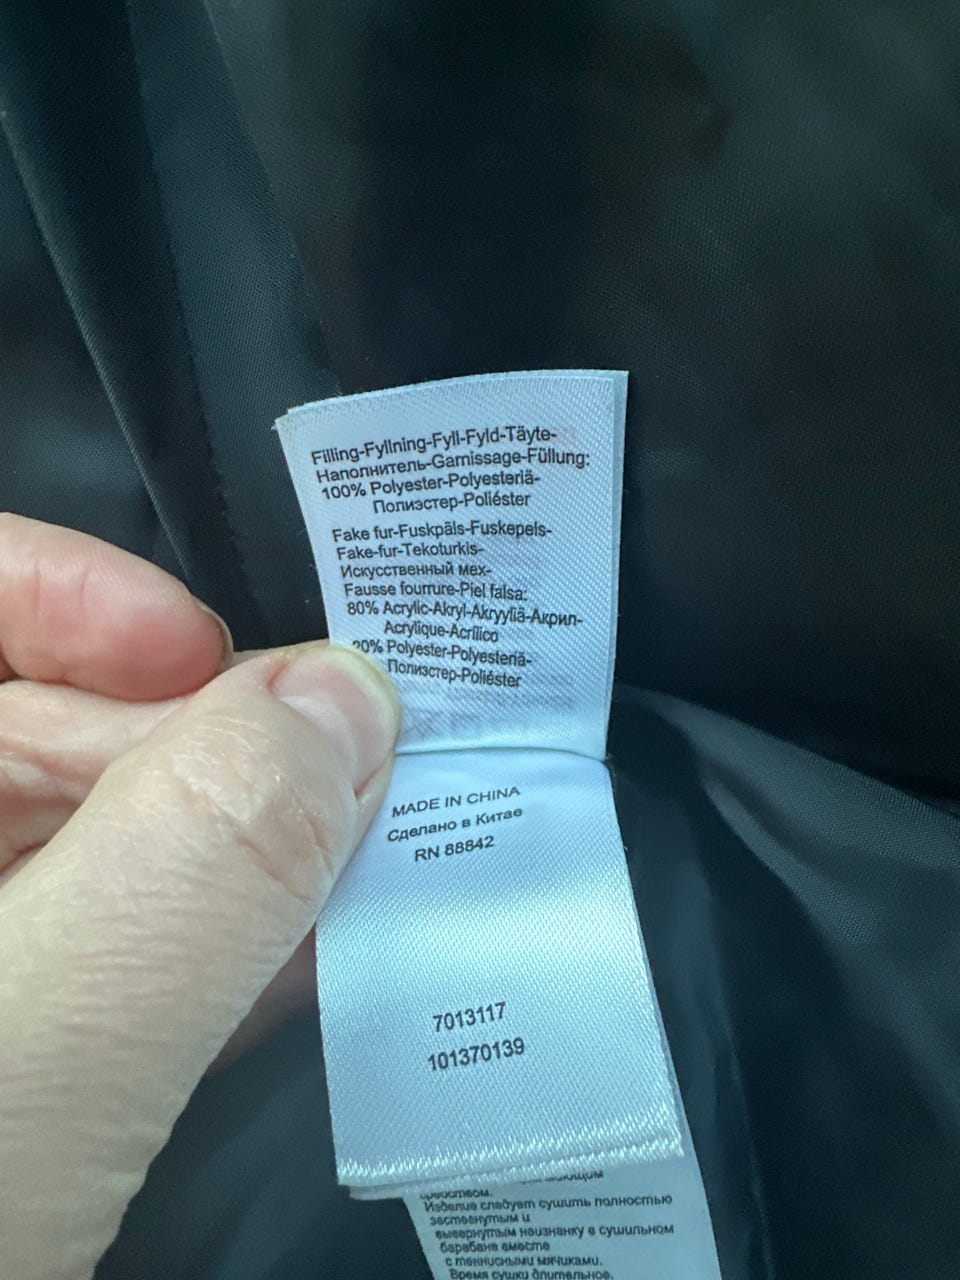 Filling-Fyllning-Fyll-Fyld-Täyte-
Наполнитель-Garnissage-Füllung:
100% Polyester-Polyesteriä-
Полиэстер-Poliéster
Fake fur-Fuskpäls-Fuskepels-
Fake-fur-Tekoturkis-
Искусственный мех-
Fausse fourrure-Piel falsa:
80% Acrylic-Akryl-Akryyliä-Акрил-
Acrylique-Acrílico
20% Polyester-Polyesteriä-
Полиэстер-Poliéster
MADE IN CHINA
Сделано в Китае
RN 88842
7013117
101370139
средством.
Изделие следует сушить полностью
застегнутым и
вывернутым наизнанку в сушильном
барабане вместе
с теннисными мячиками.
Время сушки длительное.